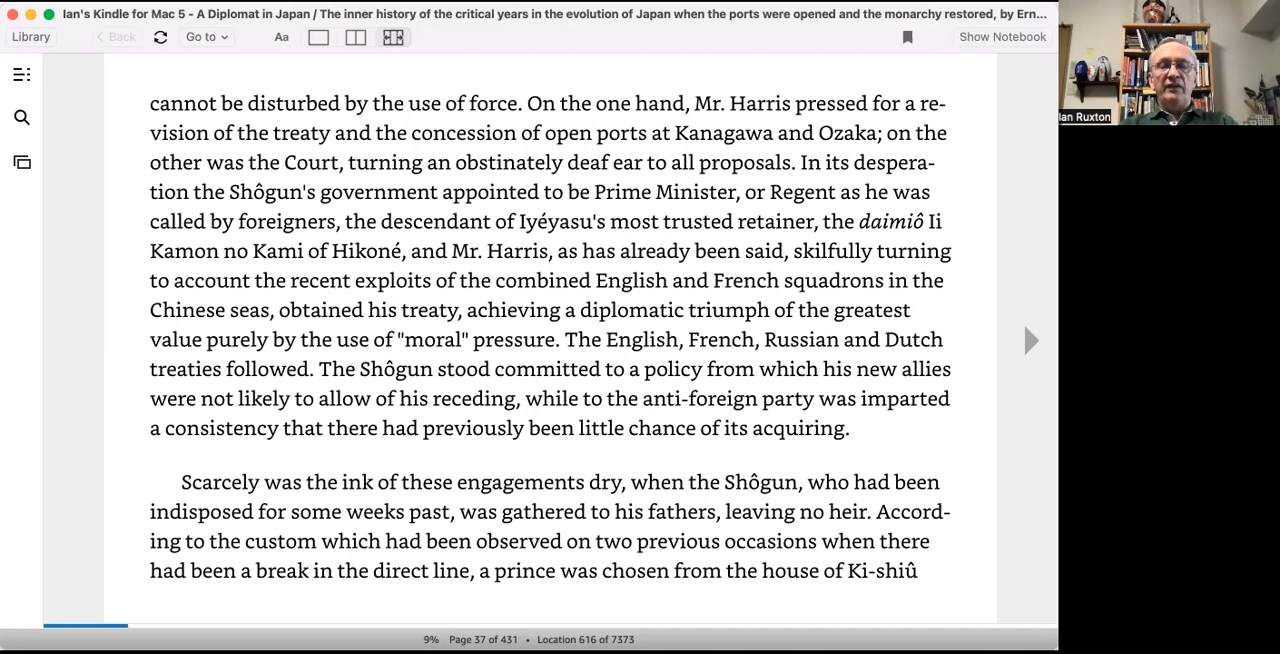 Ian's Kindle for Mac 5 - A Diplomat in Japan / The inner history of the critical years in the evolution of Japan when the ports were opened and the monarchy restored, by Ern...
Library
Back
Go to
Aa
Show Notebook
cannot be disturbed by the use of force. On the one hand, Mr. Harris pressed for a re-
vision of the treaty and the concession of open ports at Kanagawa and Ozaka; on the
other was the Court, turning an obstinately deaf ear to all proposals. In its despera-
tion the Shôgun's government appointed to be Prime Minister, or Regent as he was
called by foreigners, the descendant of Iyéyasu's most trusted retainer, the daimiô Ii
Kamon no Kami of Hikoné, and Mr. Harris, as has already been said, skilfully turning
to account the recent exploits of the combined English and French squadrons in the
Chinese seas, obtained his treaty, achieving a diplomatic triumph of the greatest
value purely by the use of "moral" pressure. The English, French, Russian and Dutch
treaties followed. The Shôgun stood committed to a policy from which his new allies
were not likely to allow of his receding, while to the anti-foreign party was imparted
a consistency that there had previously been little chance of its acquiring.
Scarcely was the ink of these engagements dry, when the Shôgun, who had been
indisposed for some weeks past, was gathered to his fathers, leaving no heir. Accord-
ing to the custom which had been observed on two previous occasions when there
had been a break in the direct line, a prince was chosen from the house of Ki-shiû
9% Page 37 of 431 • Location 616 of 7373
Ian Ruxton